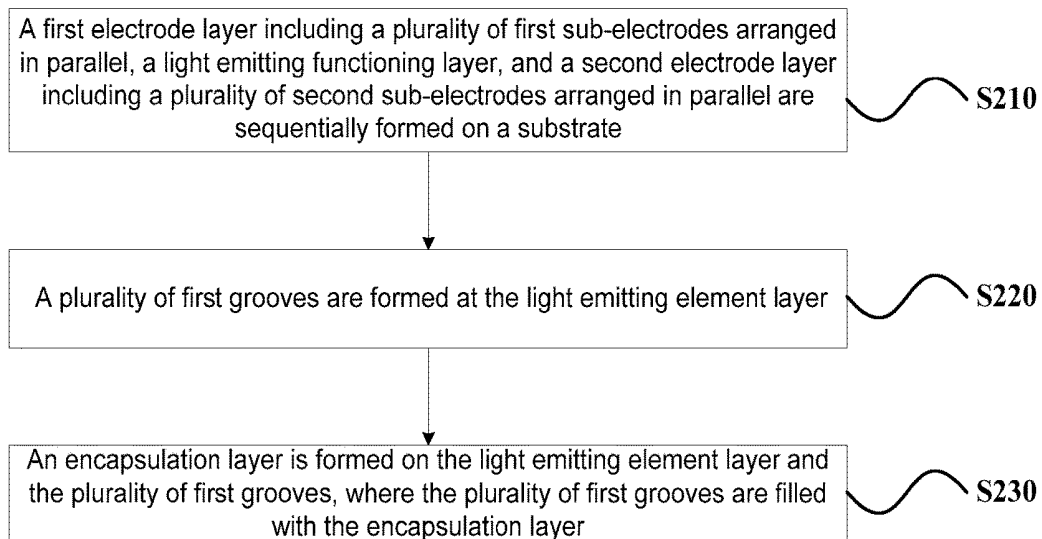 A first electrode layer including a plurality of first sub-electrodes arranged
in parallel, a light emitting functioning layer, and a second electrode layer
including a plurality of second sub-electrodes arranged in parallel are
sequentially formed on a substrate
S210
A plurality of first grooves are formed at the light emitting element layer
S220
An encapsulation layer is formed on the light emitting element layer and
the plurality of first grooves, where the plurality of first grooves are filled
with the encapsulation layer
S230